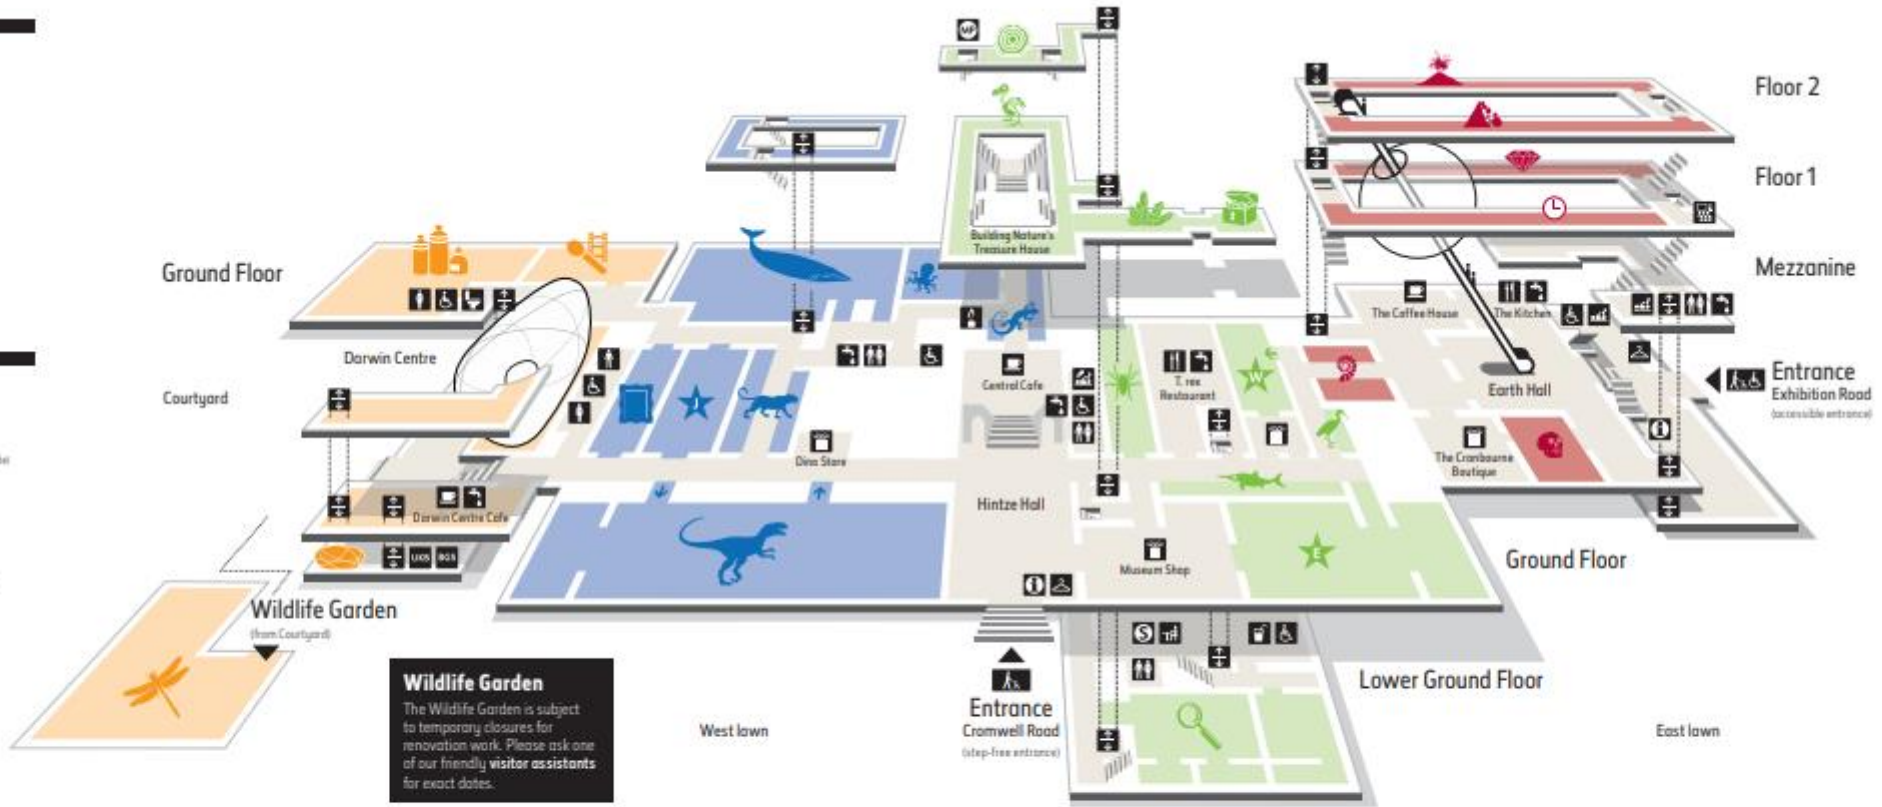 MP
Floor 2
Building Nature's
Treasure House
Floor 1
Ground Floor
Mezzanine
The Coffee House
The Kitchen
Darwin Centre
Courtyard
Central Cafe
T. rex
Restaurant
W
Earth Hall
Entrance
Exhibition Road
(accessible entrance)
J
Dino Store
The Cranbourne
Boutique
Darwin Centre Cafe
Hintze Hall
E
Museum Shop
Ground Floor
UKS
BGS
Wildlife Garden
(from Courtyard)
S
Lower Ground Floor
Wildlife Garden
The Wildlife Garden is subject
to temporary closures for
renovation work. Please ask one
of our friendly visitor assistants
for exact dates.
West lawn
Entrance
Cromwell Road
(step-free entrance)
East lawn